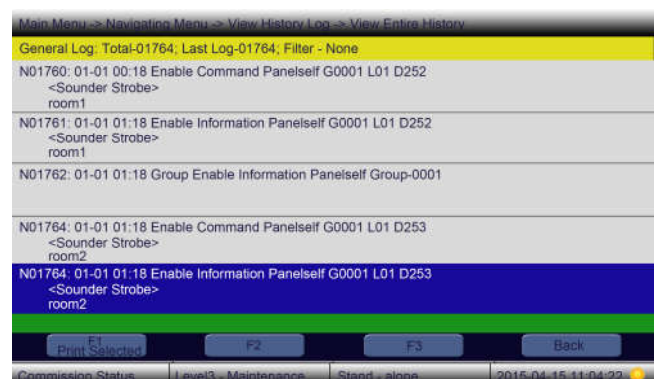 Main Menu -> Navigating Menu -> View History Log -> View Entire History
General Log: Total-01764; Last Log-01764; Filter - None
N01760: 01-01 00:18 Enable Command Panelself G0001 L01 D252
<Sounder Strobe>
room1
N01761: 01-01 01:18 Enable Information Panelself G0001 L01 D252
<Sounder Strobe>
room1
N01762: 01-01 01:18 Group Enable Information Panelself Group-0001
N01764: 01-01 01:18 Enable Command Panelself G0001 L01 D253
<Sounder Strobe>
room2
N01764: 01-01 01:18 Enable Information Panelself G0001 L01 D253
<Sounder Strobe>
room2
F1
Print Selected
F2
F3
Back
Commission Status
Level3 - Maintenance
Stand - alone
2015-04-15 11:04:22